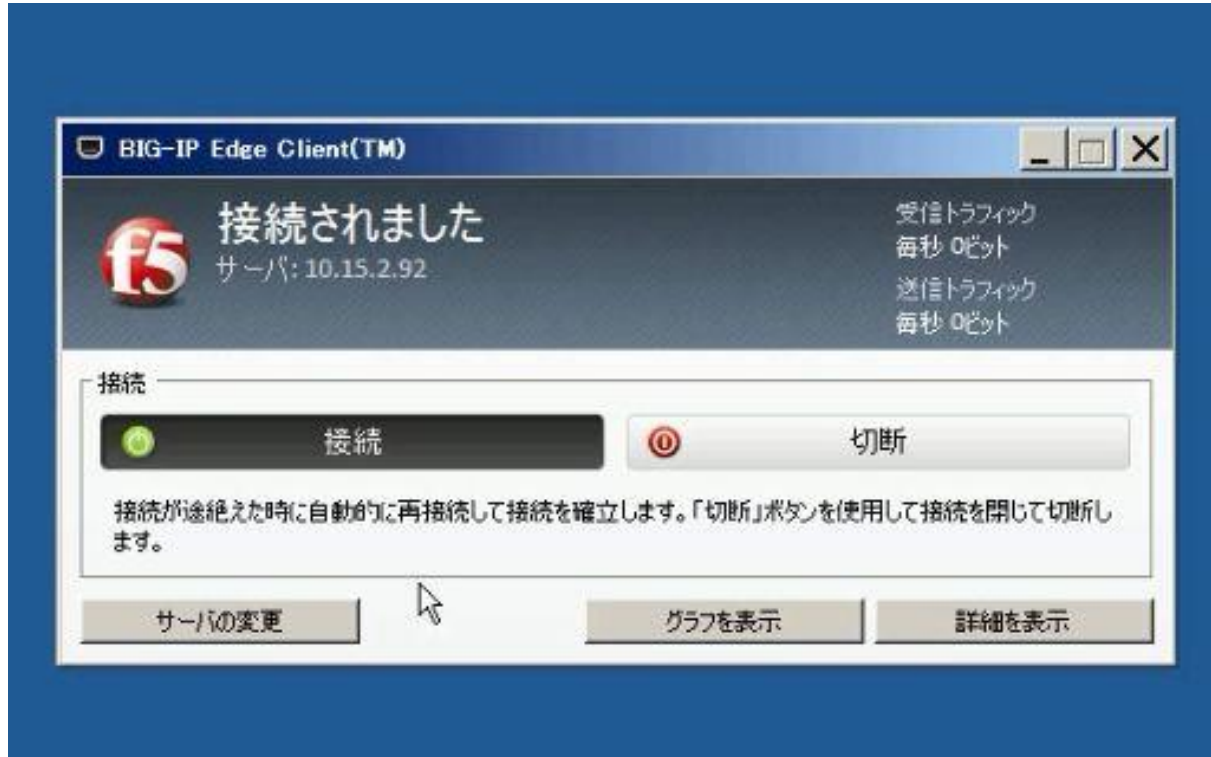 BIG-IP Edge Client(TM)
f5
接続されました
サーバ: 10.15.2.92
受信トラフィック
毎秒 0ビット
送信トラフィック
毎秒 0ビット
接続
接続
切断
接続が途絶えた時に自動的に再接続して接続を確立します。「切断」ボタンを使用して接続を閉じて切断し
ます。
サーバの変更
グラフを表示
詳細を表示